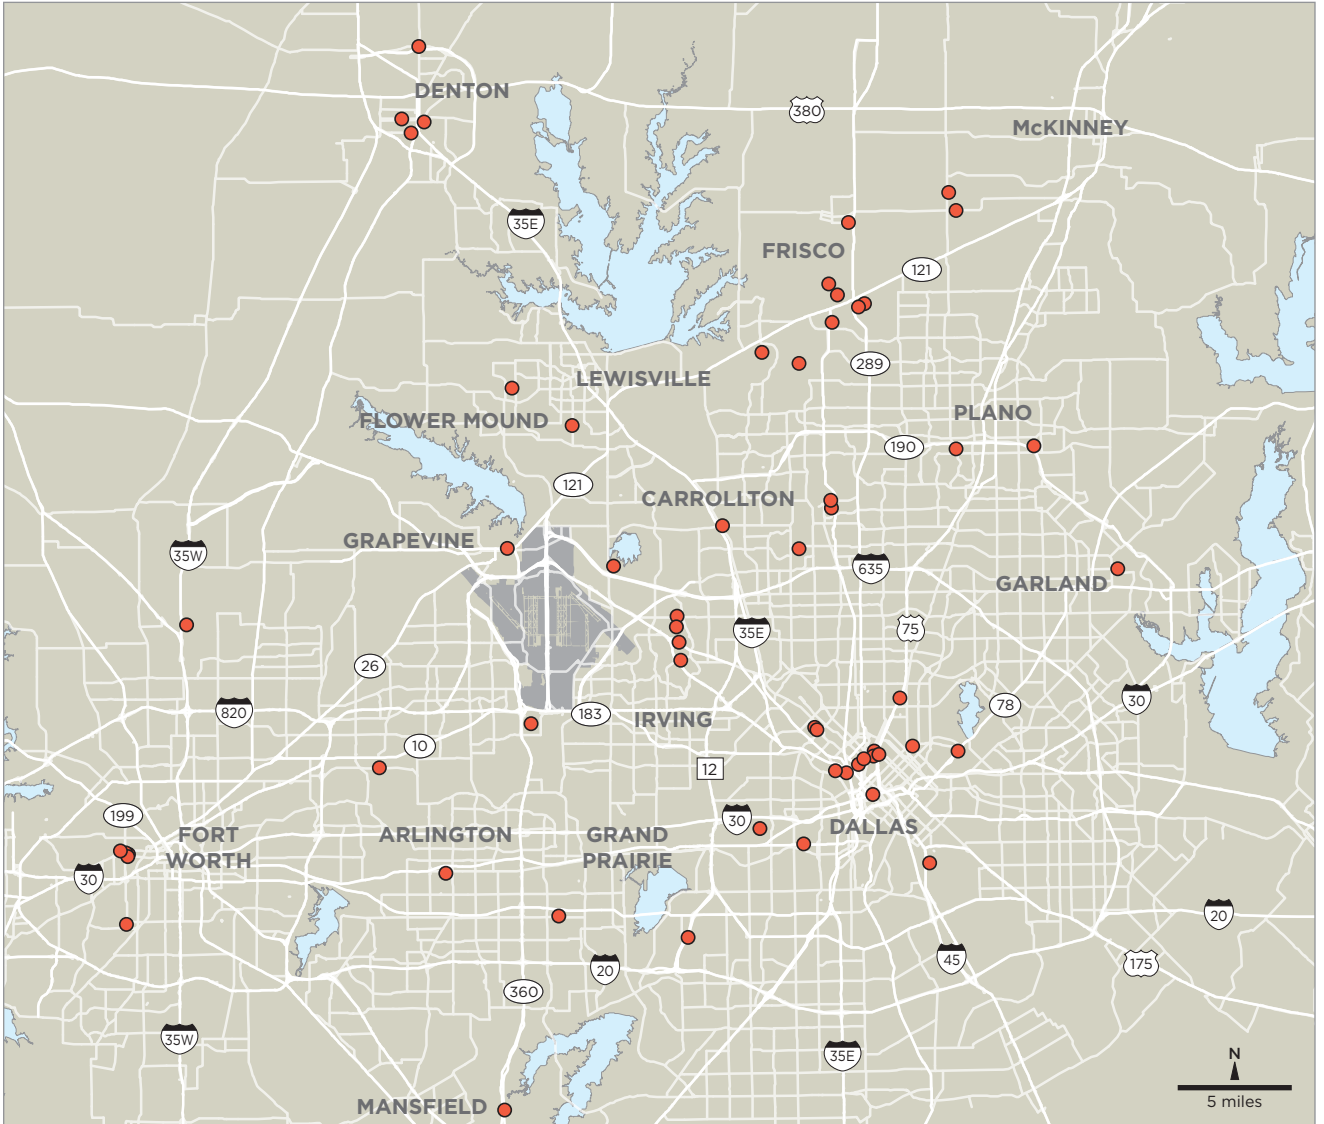 DENTON
380
McKINNEY
35E
FRISCO
121
289
LEWISVILLE
FLOWER MOUND
PLANO
190
121
CARROLLTON
GRAPEVINE
35W
635
GARLAND
75
35E
26
820
183
IRVING
78
30
10
12
199
FORT
WORTH
ARLINGTON
GRAND
PRAIRIE
30
DALLAS
30
20
20
45
175
360
35W
35E
N
5 miles
MANSFIELD